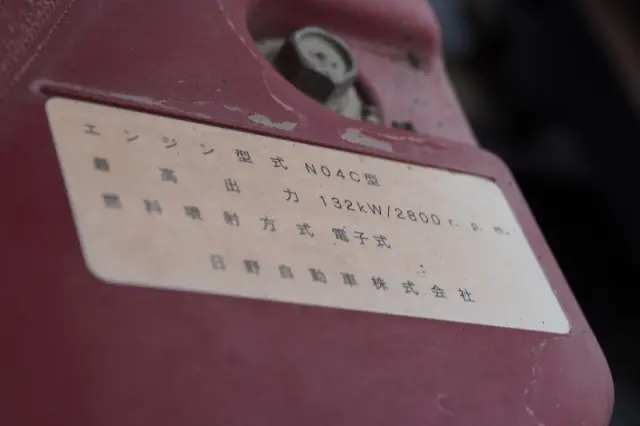 エンジン型式 N04C型
最高出力 132kW/2800 r.p.m.
燃料噴射方式 電子式
日野自動車株式会社